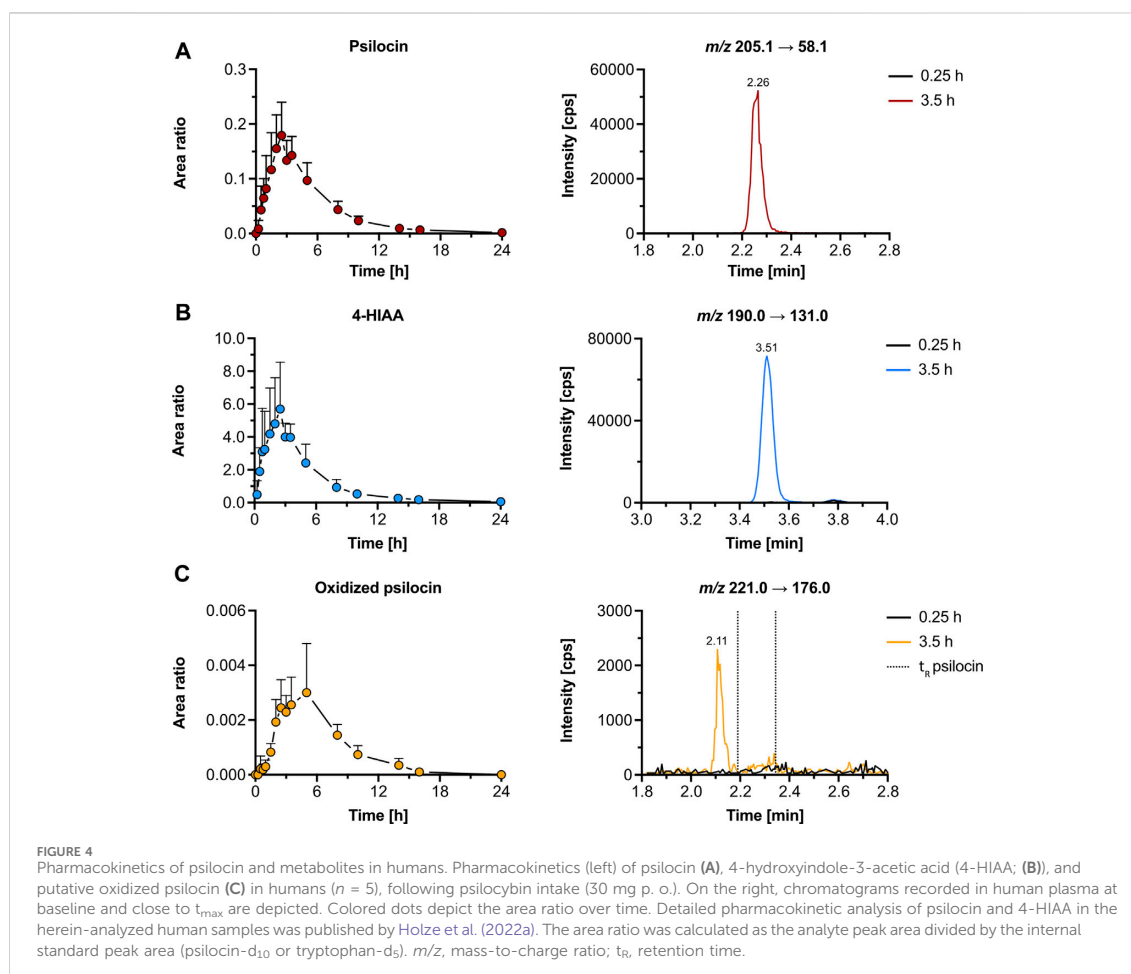 A
Psilocin
m/z 205.1 → 58.1
Area ratio
0.3
0.2
0.1
0.0
0 6 12 18 24
Time [h]
Intensity [cps]
60000
40000
20000
0
2.26
1.8 2.0 2.2 2.4 2.6 2.8
Time [min]
0.25 h
3.5 h
B
4-HIAA
m/z 190.0 → 131.0
Area ratio
10.0
8.0
6.0
4.0
2.0
0.0
0 6 12 18 24
Time [h]
Intensity [cps]
80000
40000
0
3.51
3.0 3.2 3.4 3.6 3.8 4.0
Time [min]
0.25 h
3.5 h
C
Oxidized psilocin
m/z 221.0 → 176.0
Area ratio
0.006
0.004
0.002
0.000
0 6 12 18 24
Time [h]
Intensity [cps]
3000
2000
1000
0
2.11
1.8 2.0 2.2 2.4 2.6 2.8
Time [min]
0.25 h
3.5 h
tR psilocin
FIGURE 4
Pharmacokinetics of psilocin and metabolites in humans. Pharmacokinetics (left) of psilocin (A), 4-hydroxyindole-3-acetic acid (4-HIAA; (B)), and
putative oxidized psilocin (C) in humans (n = 5), following psilocybin intake (30 mg p. o.). On the right, chromatograms recorded in human plasma at
baseline and close to tmax are depicted. Colored dots depict the area ratio over time. Detailed pharmacokinetic analysis of psilocin and 4-HIAA in the
herein-analyzed human samples was published by Holze et al. (2022a). The area ratio was calculated as the analyte peak area divided by the internal
standard peak area (psilocin-d10 or tryptophan-d5). m/z, mass-to-charge ratio; tR, retention time.